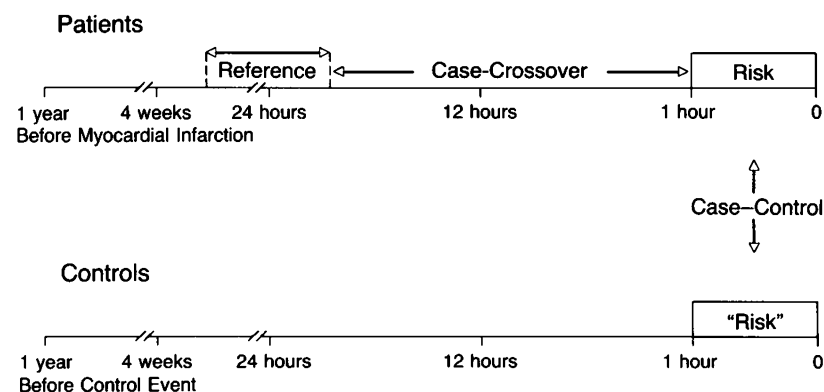 Patients
Reference
Case-Crossover
Risk
1 year
4 weeks
24 hours
12 hours
1 hour
0
Before Myocardial Infarction
Case–Control
Controls
“Risk”
1 year
4 weeks
24 hours
12 hours
1 hour
0
Before Control Event